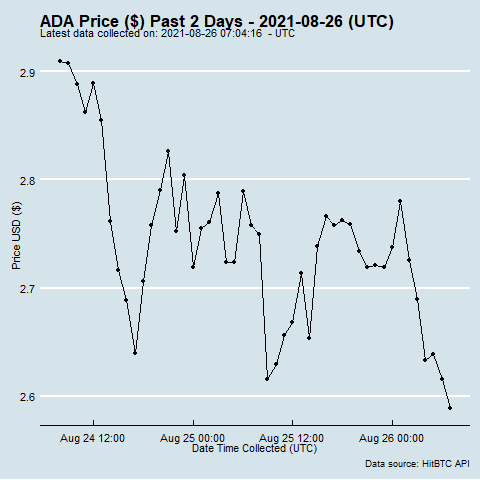 ADA Price ($) Past 2 Days - 2021-08-26 (UTC)
Latest data collected on: 2021-08-26 07:04:16  - UTC
2.9
2.8
2.7
2.6
Price USD ($)
Aug 24 12:00 Aug 25 00:00 Aug 25 12:00 Aug 26 00:00
Date Time Collected (UTC)
Data source: HitBTC API